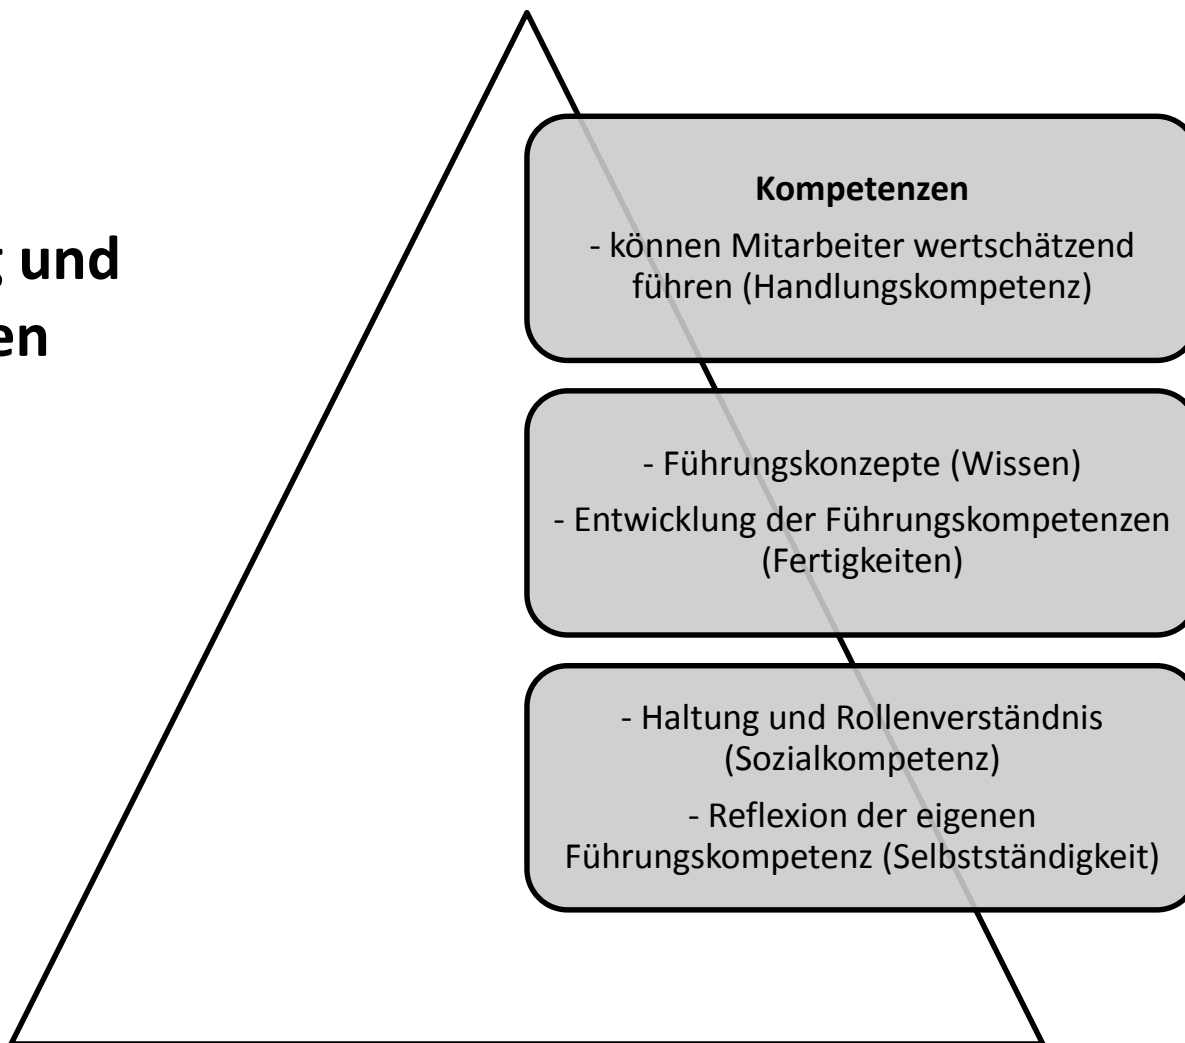 und
en
Kompetenzen
- können Mitarbeiter wertschätzend
führen (Handlungskompetenz)
- Führungskonzepte (Wissen)
- Entwicklung der Führungskompetenzen
(Fertigkeiten)
- Haltung und Rollenverständnis
(Sozialkompetenz)
- Reflexion der eigenen
Führungskompetenz (Selbstständigkeit)